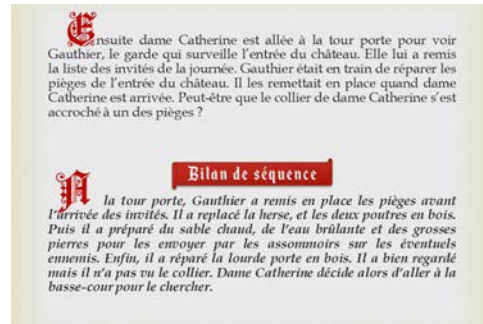 Ensuite dame Catherine est allée à la tour porte pour voir
Gauthier, le garde qui surveille l'entrée du château. Elle lui a remis
la liste des invités de la journée. Gauthier était en train de réparer les
pièges de l'entrée du château. Il les remettait en place quand dame
Catherine est arrivée. Peut-être que le collier de dame Catherine s'est
accroché à un des pièges ?
Bilan de séquence
A la tour porte, Gauthier a remis en place les pièges avant
l'arrivée des invités. Il a replacé la herse, et les deux poutres en bois.
Puis il a préparé du sable chaud, de l'eau brûlante et des grosses
pierres pour les envoyer par les assommoirs sur les éventuels
ennemis. Enfin, il a réparé la lourde porte en bois. Il a bien regardé
mais il n'a pas vu le collier. Dame Catherine décide alors d'aller à la
basse-cour pour le chercher.